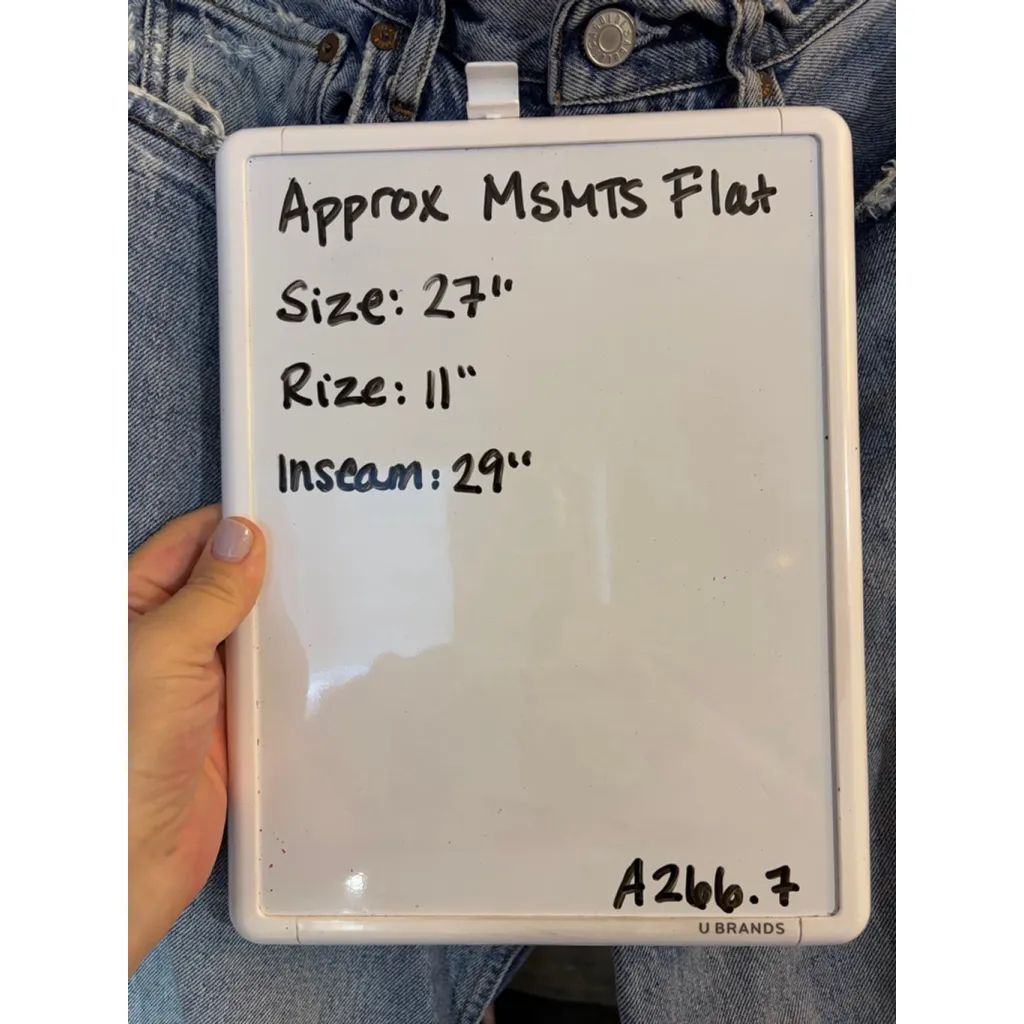 Approx MSMTS Flat
Size: 27"
Rize: 11"
Inseam: 29"
A266.7
U BRANDS